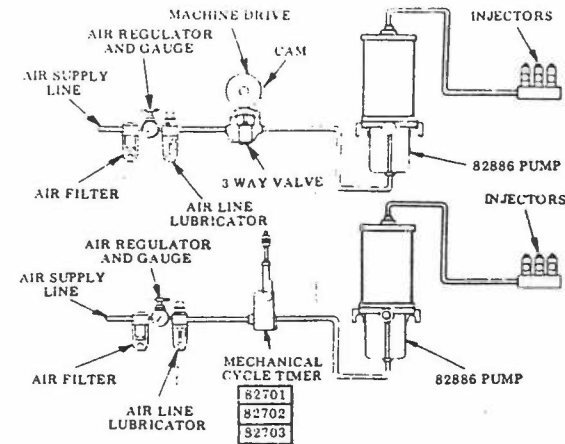 MACHINE DRIVE
AIR REGULATOR
AND GAUGE
CAM
INJECTORS
AIR SUPPLY
LINE
AIR FILTER
3 WAY VALVE
82886 PUMP
AIR LINE
LUBRICATOR
AIR REGULATOR
AND GAUGE
INJECTORS
AIR SUPPLY
LINE
AIR FILTER
MECHANICAL
CYCLE TIMER
82886 PUMP
AIR LINE
LUBRICATOR
82701
82702
82703